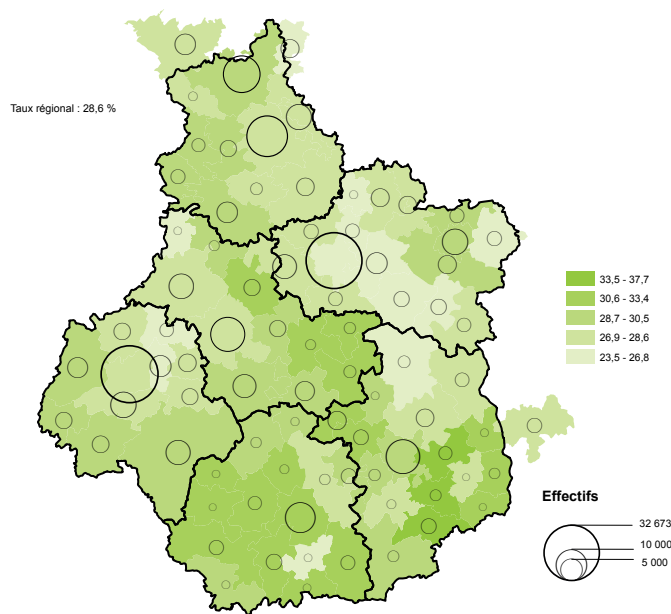 Taux régional : 28,6 %
33,5 - 37,7
30,6 - 33,4
28,7 - 30,5
26,9 - 28,6
23,5 - 26,8
Effectifs
32 673
10 000
5 000